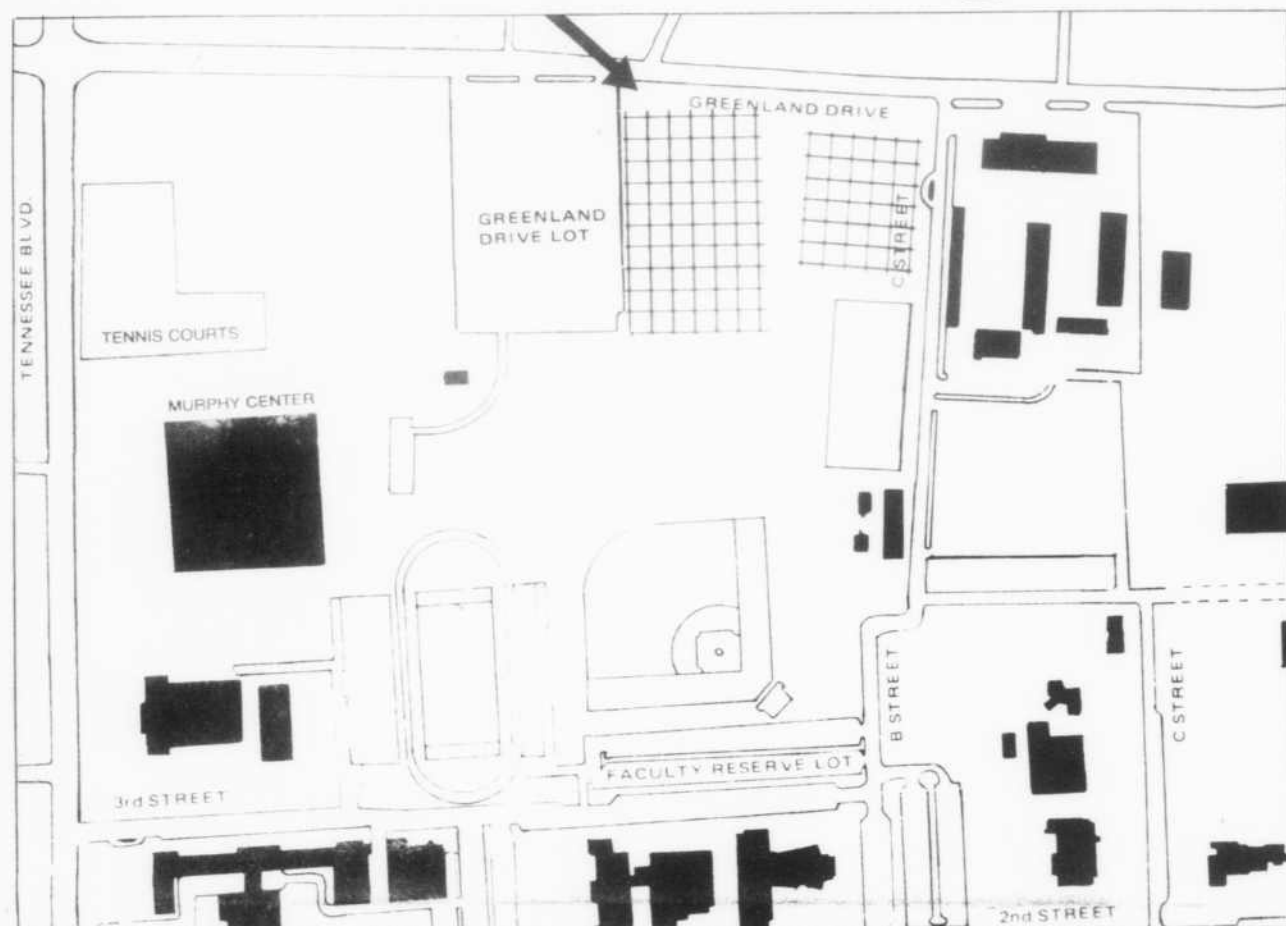 GREENLAND DRIVE
TENNESSEE BLVD.
GREENLAND
DRIVE LOT
C STREET
TENNIS COURTS
MURPHY CENTER
B STREET
C STREET
FACULTY RESERVE LOT
3rd STREET
2nd STREET